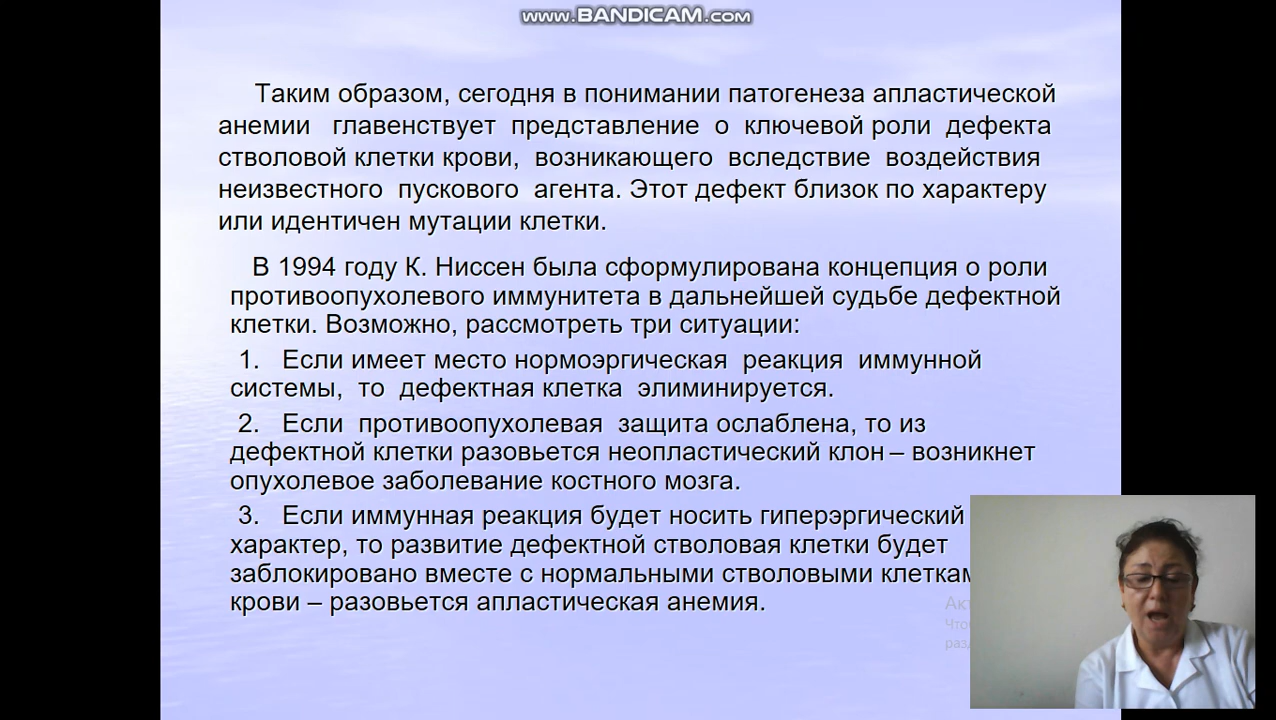 www.BANDICAM.com
Таким образом, сегодня в понимании патогенеза апластической
анемии главенствует представление о ключевой роли дефекта
стволовой клетки крови, возникающего вследствие воздействия
неизвестного пускового агента. Этот дефект близок по характеру
или идентичен мутации клетки.
В 1994 году К. Ниссен была сформулирована концепция о роли
противоопухолевого иммунитета в дальнейшей судьбе дефектной
клетки. Возможно, рассмотреть три ситуации:
1. Если имеет место нормоэргическая реакция иммунной
системы, то дефектная клетка элиминируется.
2. Если противоопухолевая защита ослаблена, то из
дефектной клетки разовьется неопластический клон – возникнет
опухолевое заболевание костного мозга.
3. Если иммунная реакция будет носить гиперэргический
характер, то развитие дефектной стволовая клетки будет
заблокировано вместе с нормальными стволовыми клеткам
крови – разовьется апластическая анемия.